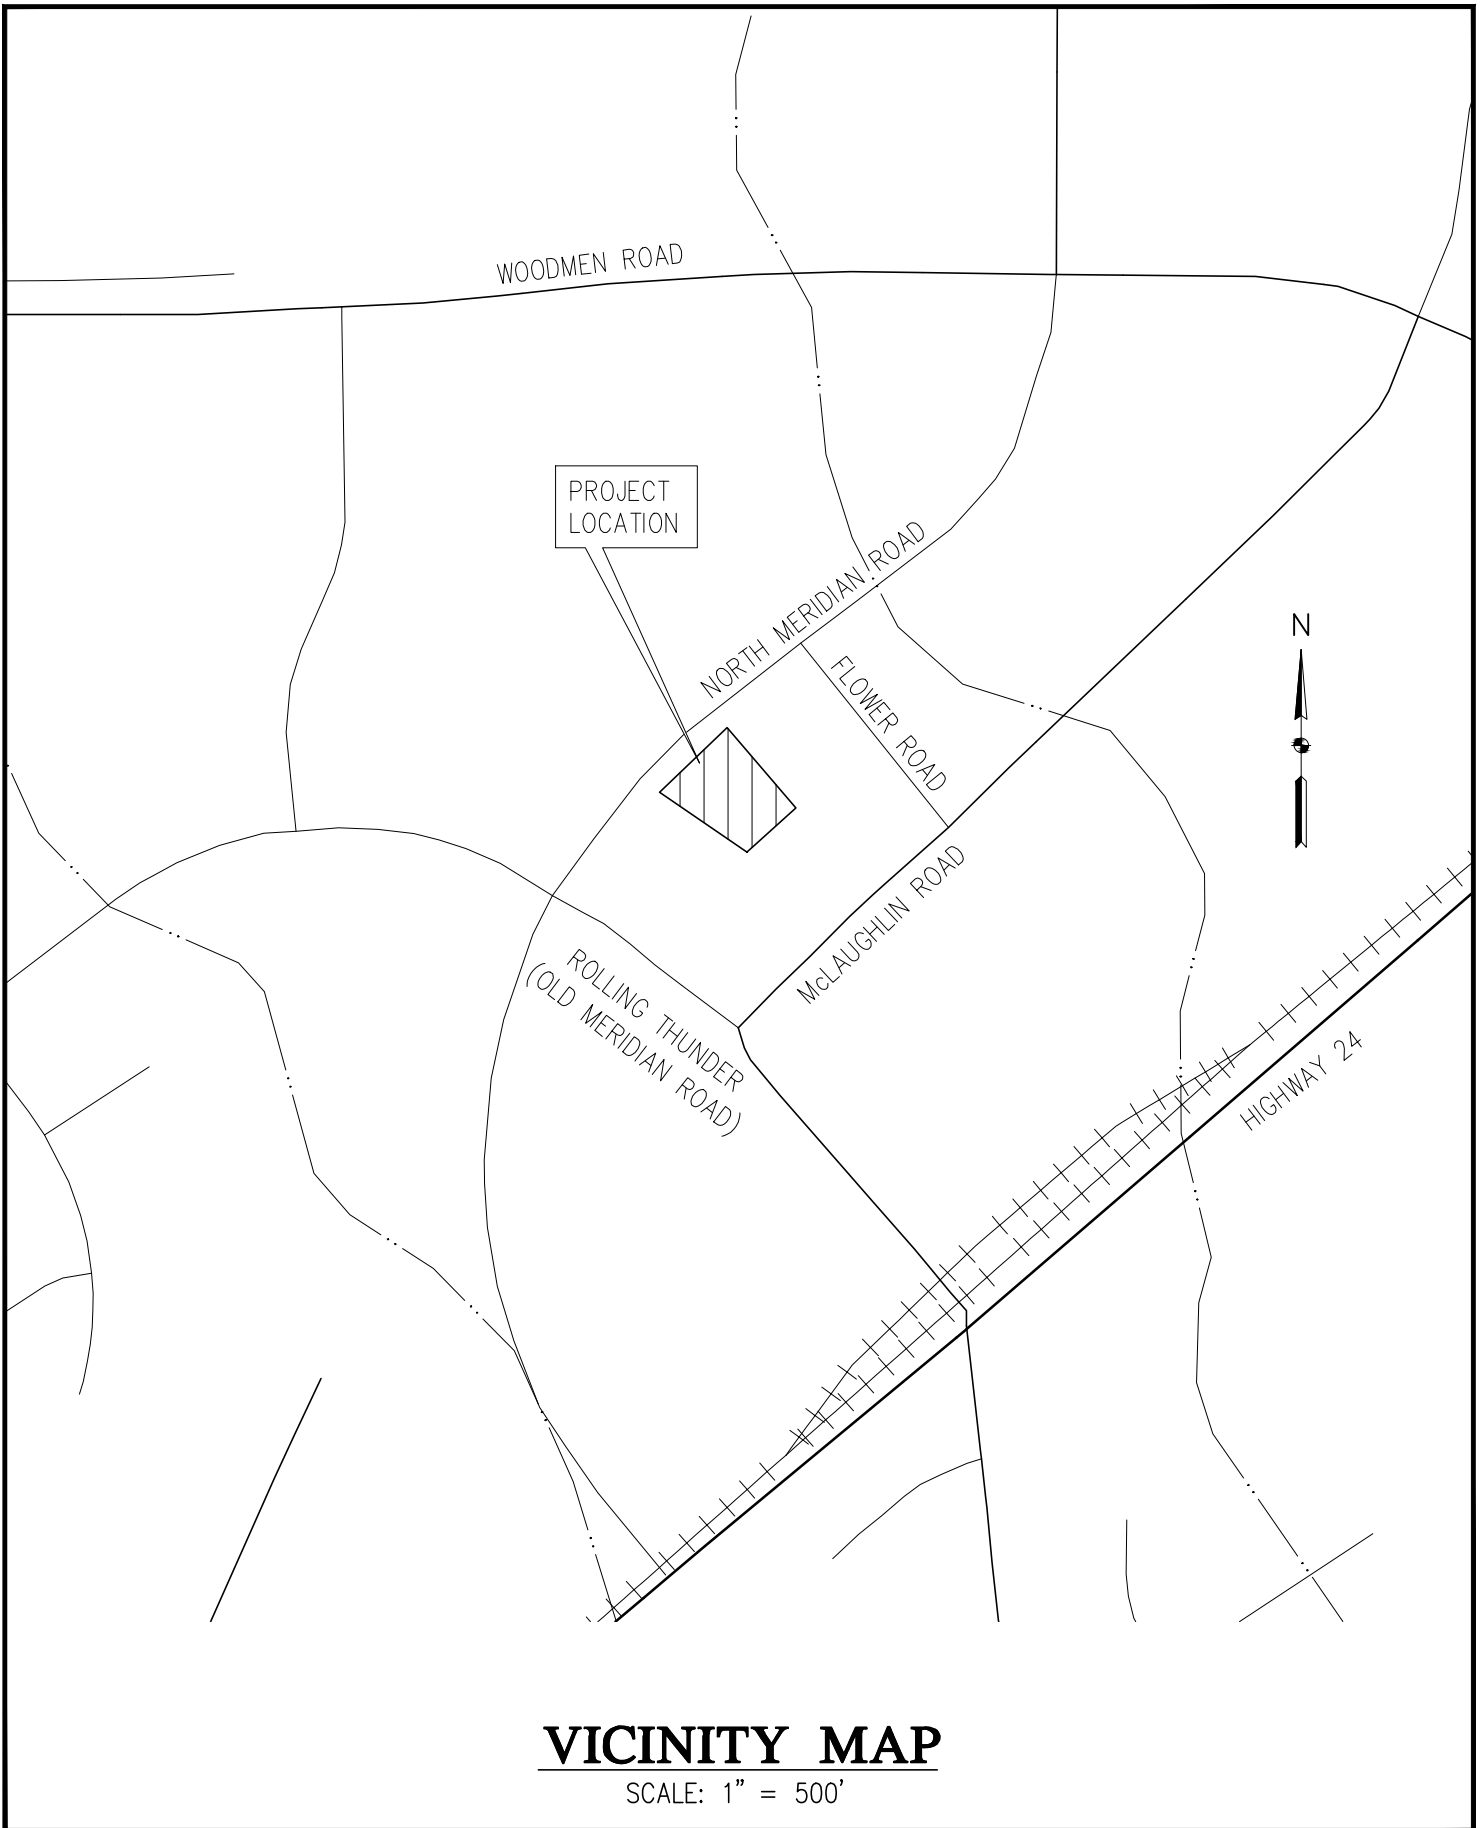 WOODMEN ROAD
PROJECT
LOCATION
NORTH MERIDIAN ROAD
N
FLOWER ROAD
McLAUGHLIN ROAD
ROLLING THUNDER
(OLD MERIDIAN ROAD)
HIGHWAY 24
VICINITY MAP
SCALE: 1" = 500'